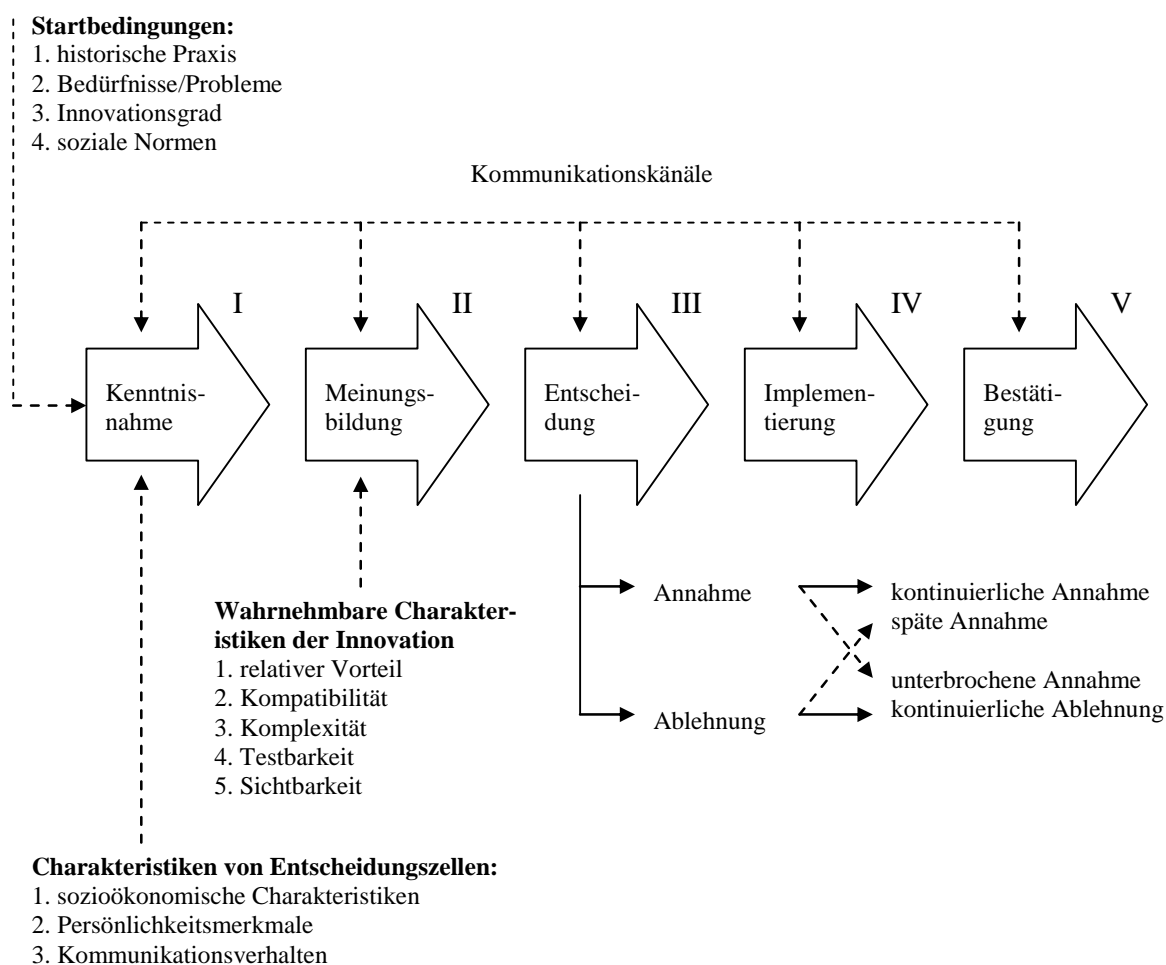 Startbedingungen:
1. historische Praxis
2. Bedürfnisse/Probleme
3. Innovationsgrad
4. soziale Normen
Kommunikationskanäle
I
II
III
IV
V
Kenntnis-
nahme
Meinungs-
bildung
Entschei-
dung
Implemen-
tierung
Bestäti-
gung
Annahme
kontinuierliche Annahme
späte Annahme
unterbrochene Annahme
Ablehnung
kontinuierliche Ablehnung
Wahrnehmbare Charakter-
istiken der Innovation
1. relativer Vorteil
2. Kompatibilität
3. Komplexität
4. Testbarkeit
5. Sichtbarkeit
Charakteristiken von Entscheidungszellen:
1. sozioökonomische Charakteristiken
2. Persönlichkeitsmerkmale
3. Kommunikationsverhalten